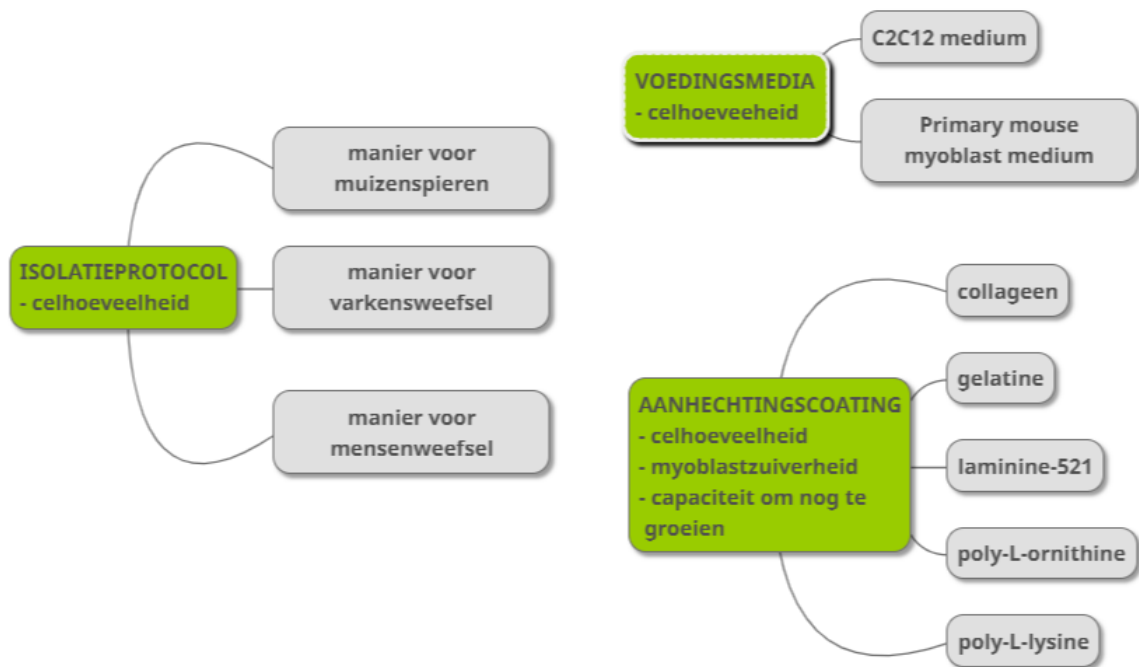 ISOLATIEPROTOCOL
- celhoeveelheid
manier voor
muizenspieren
manier voor
varkensweefsel
manier voor
mensenweefsel
VOEDINGSMEDIA
- celhoeveeheid
C2C12 medium
Primary mouse
myoblast medium
AANHECHTINGSCOATING
- celhoeveelheid
- myoblastzuiverheid
- capaciteit om nog te
groeien
collageen
gelatine
laminine-521
poly-L-ornithine
poly-L-lysine